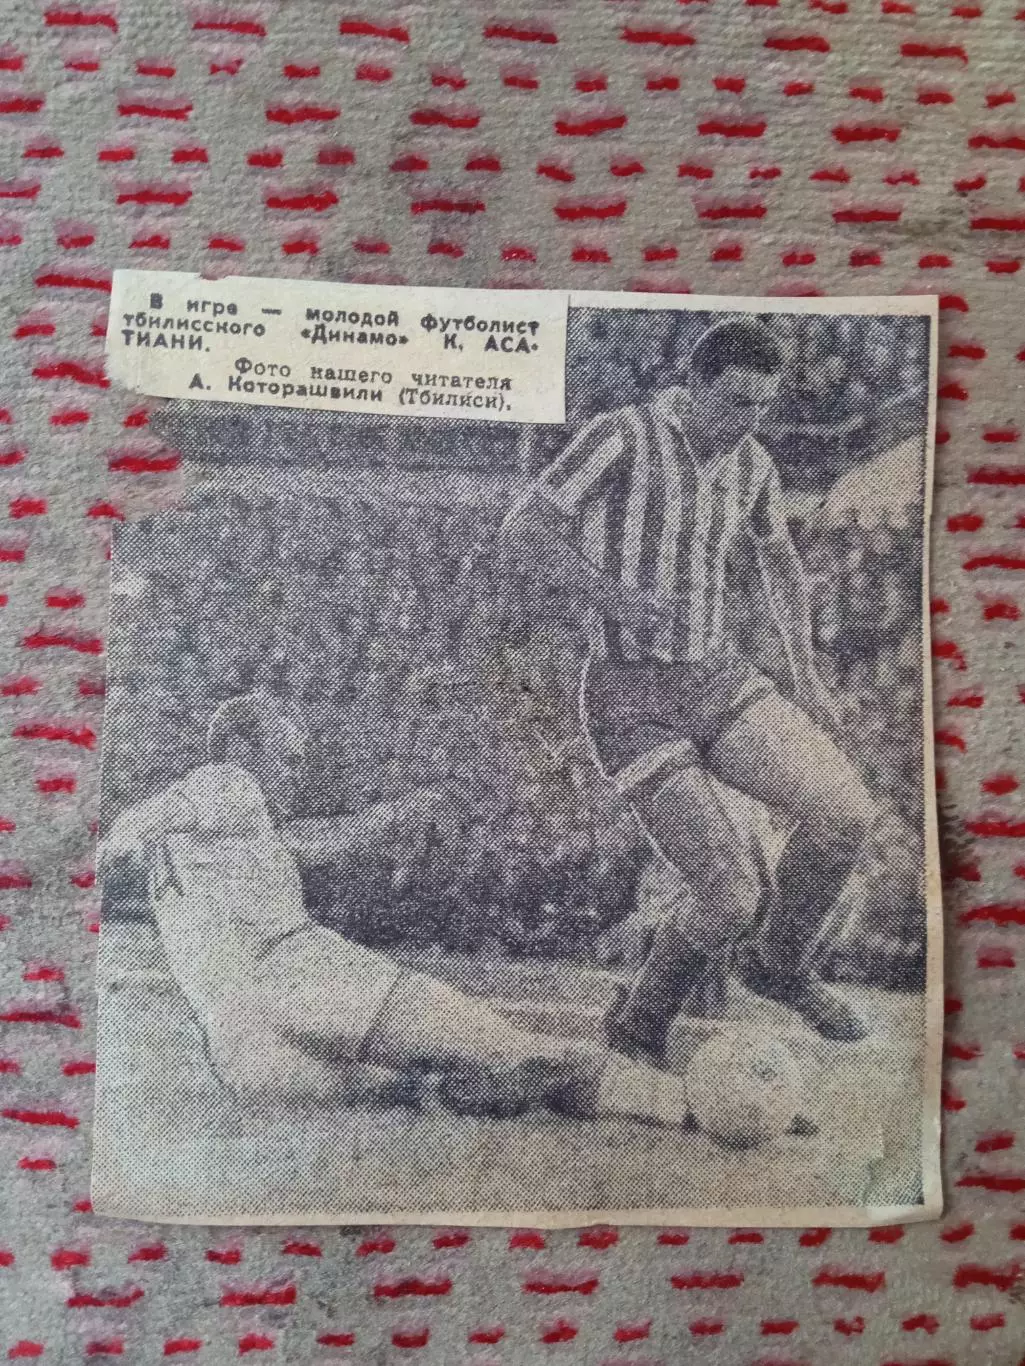 В игре — молодой футболист
тбилисского «Динамо» К. АСА-
ТИАНИ.
Фото нашего читателя
А. Которашвили (Тбилиси).